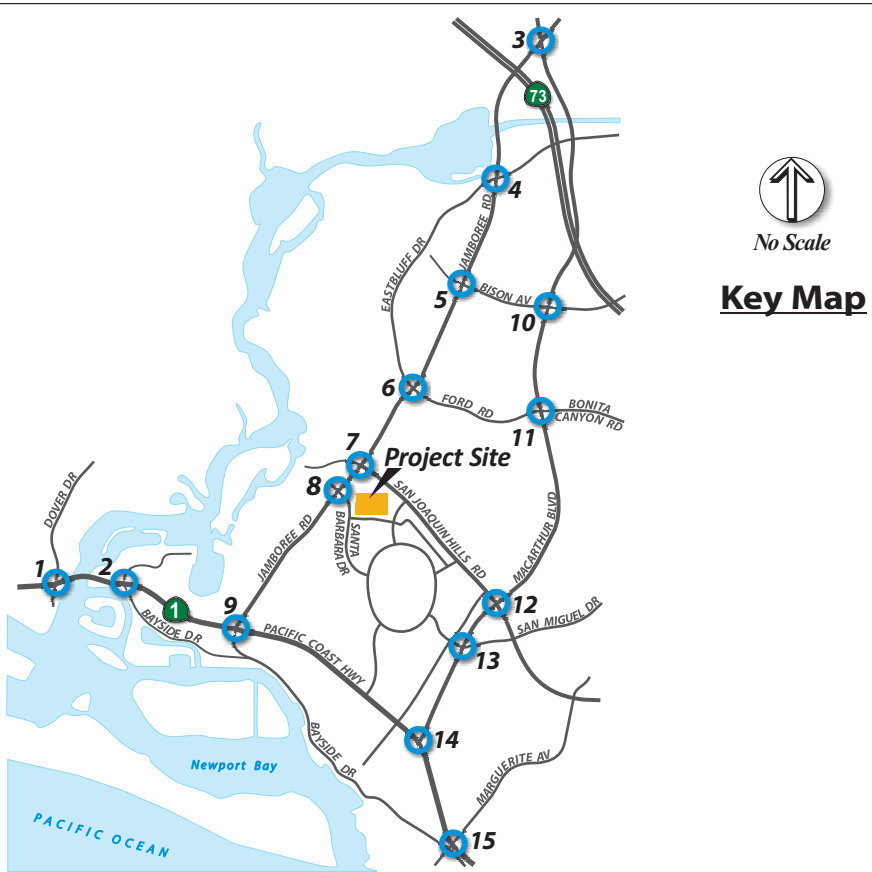 3
73
4
No Scale
Key Map
JAMBOREE RD
EASTBLUFF DR
5
BISON AV
10
6
FORD RD
BONITA
CANYON RD
11
7
Project Site
8
SAN JOAQUIN HILLS RD
SANTA
BARBARA DR
DOVER DR
JAMBOREE RD
MACARTHUR BLVD
1
2
1
9
12
BAYSIDE DR
PACIFIC COAST HWY
SAN MIGUEL DR
13
14
BAYSIDE DR
MARGUERITE AV
Newport Bay
PACIFIC OCEAN
15